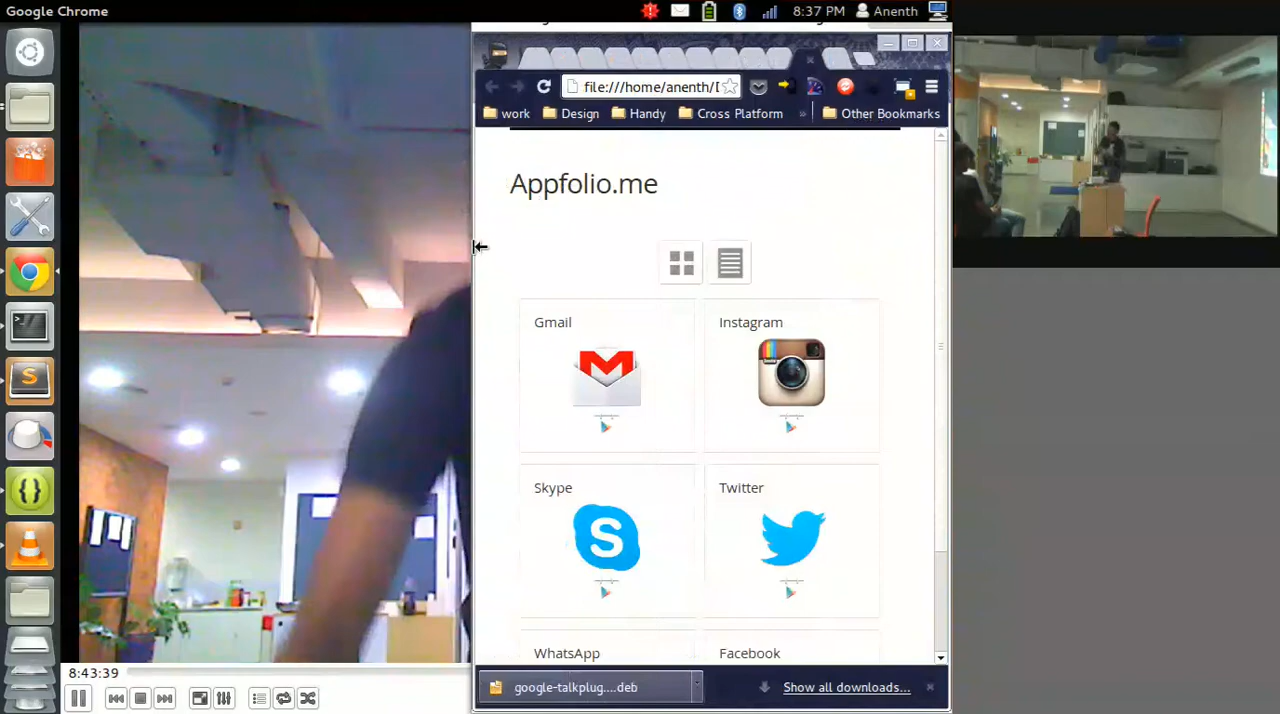 Google Chrome
8:37 PM
Anenth
file:///home/anenth/D
work
Design
Handy
Cross Platform
»
Other Bookmarks
Appfolio.me
Gmail
Instagram
Skype
Twitter
WhatsApp
Facebook
8:43:39
google-talkplug....deb
Show all downloads...